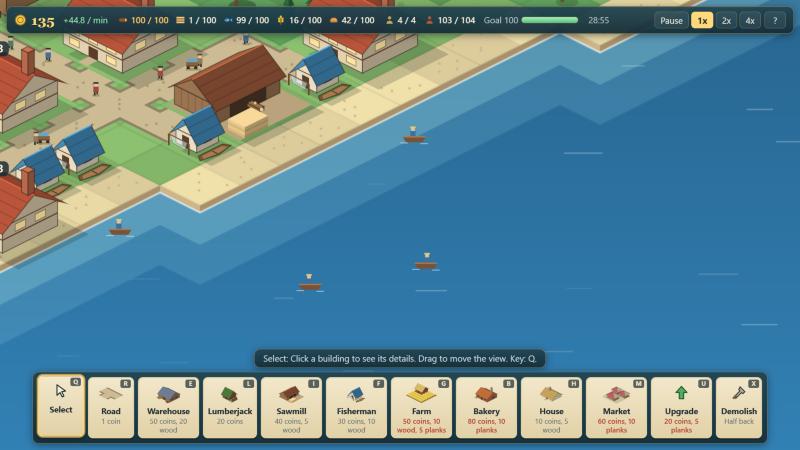 135 +44.8 / min 100 / 100 1 / 100 99 / 100 16 / 100 42 / 100 4 / 4 103 / 104 Goal 100 28:55 Pause 1x 2x 4x ?
3
3
Select: Click a building to see its details. Drag to move the view. Key: Q.
Q R E L I F G B H M U X
Select Road Warehouse Lumberjack Sawmill Fisherman Farm Bakery House Market Upgrade Demolish
1 coin 50 coins, 20 wood 20 coins 40 coins, 5 wood 30 coins, 10 wood 50 coins, 10 wood, 5 planks 80 coins, 10 planks 10 coins, 5 wood 60 coins, 10 planks 20 coins, 5 planks Half back